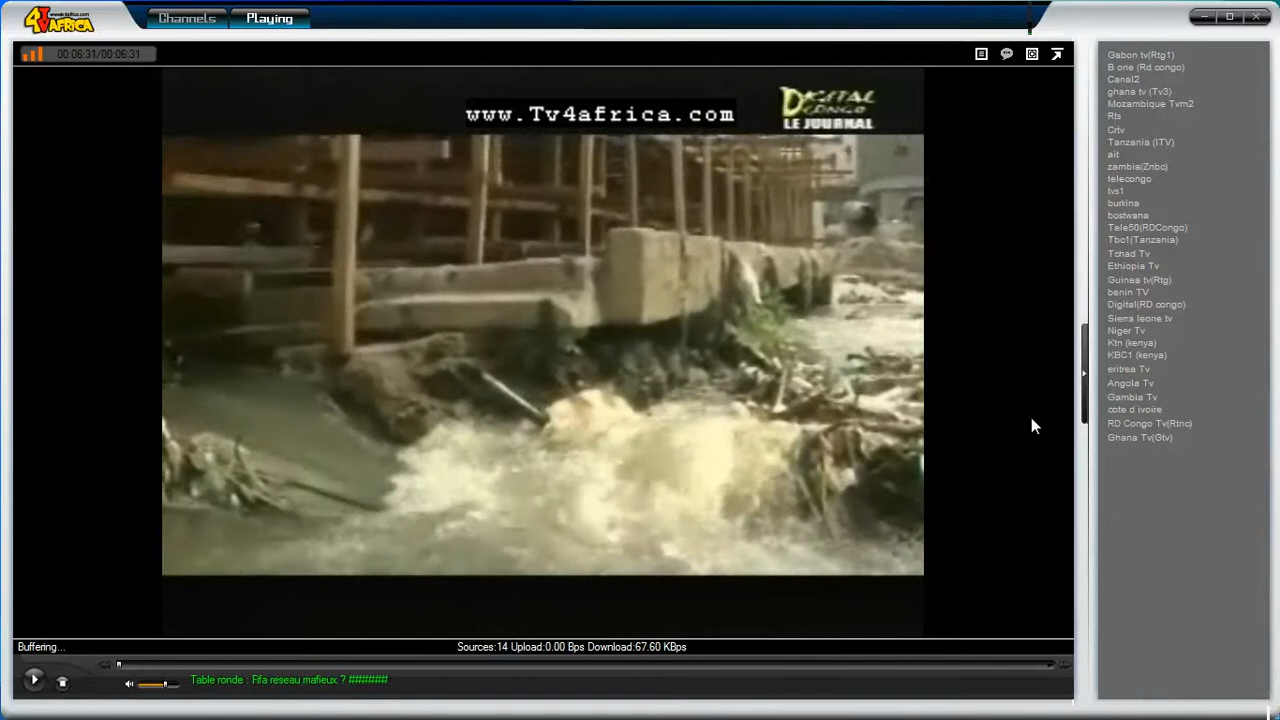 4TV AFRICA
Channels
Playing
00:06:31/00:06:31
www.Tv4africa.com
DIGITAL
CONGO
LE JOURNAL
Gabon tv(Rtg1)
B one (Rd congo)
Canal2
ghana tv (Tv3)
Mozambique Tvm2
Rts
Crtv
Tanzania (ITV)
ait
zambia(Znbc)
telecongo
tvs1
burkina
bostwana
Tele50(RDCongo)
Tbc1(Tanzania)
Tchad Tv
Ethiopia Tv
Guinea tv(Rtg)
benin TV
Digital(RD congo)
Sierra leone tv
Niger Tv
Ktn (kenya)
KBC1 (kenya)
eritrea Tv
Angola Tv
Gambia Tv
cote d ivoire
RD Congo Tv(Rtnc)
Ghana Tv(Gtv)
Buffering...
Sources:14 Upload:0.00 Bps Download:67.60 KBps
Table ronde : Fifa reseau mafieux ? ######